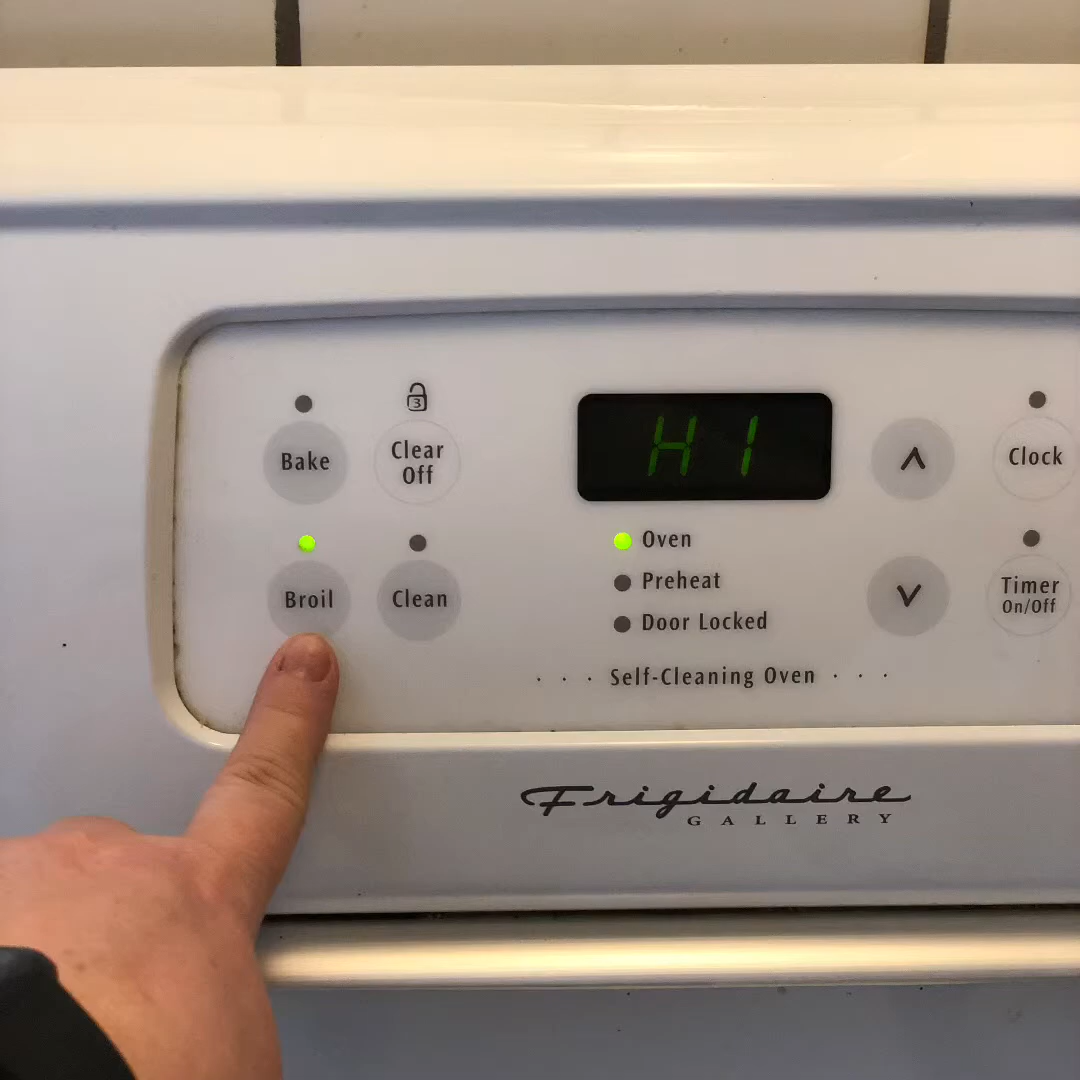 3
Bake
Clear
Off
HI
∧
Clock
Broil
Clean
Oven
Preheat
Door Locked
∨
Timer
On/Off
. . . Self-Cleaning Oven . . .
Frigidaire
GALLERY